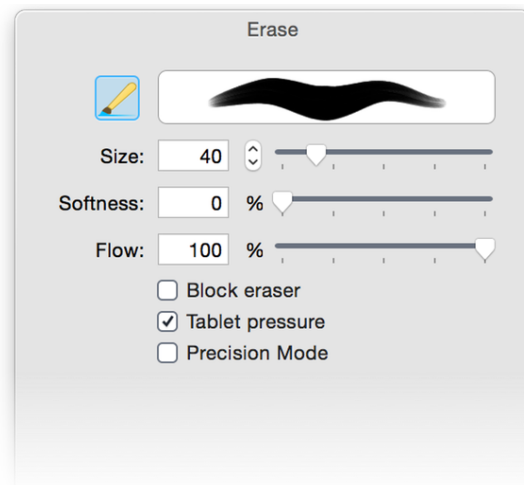 Erase
Size: 40
Softness: 0 %
Flow: 100 %
Block eraser
Tablet pressure
Precision Mode